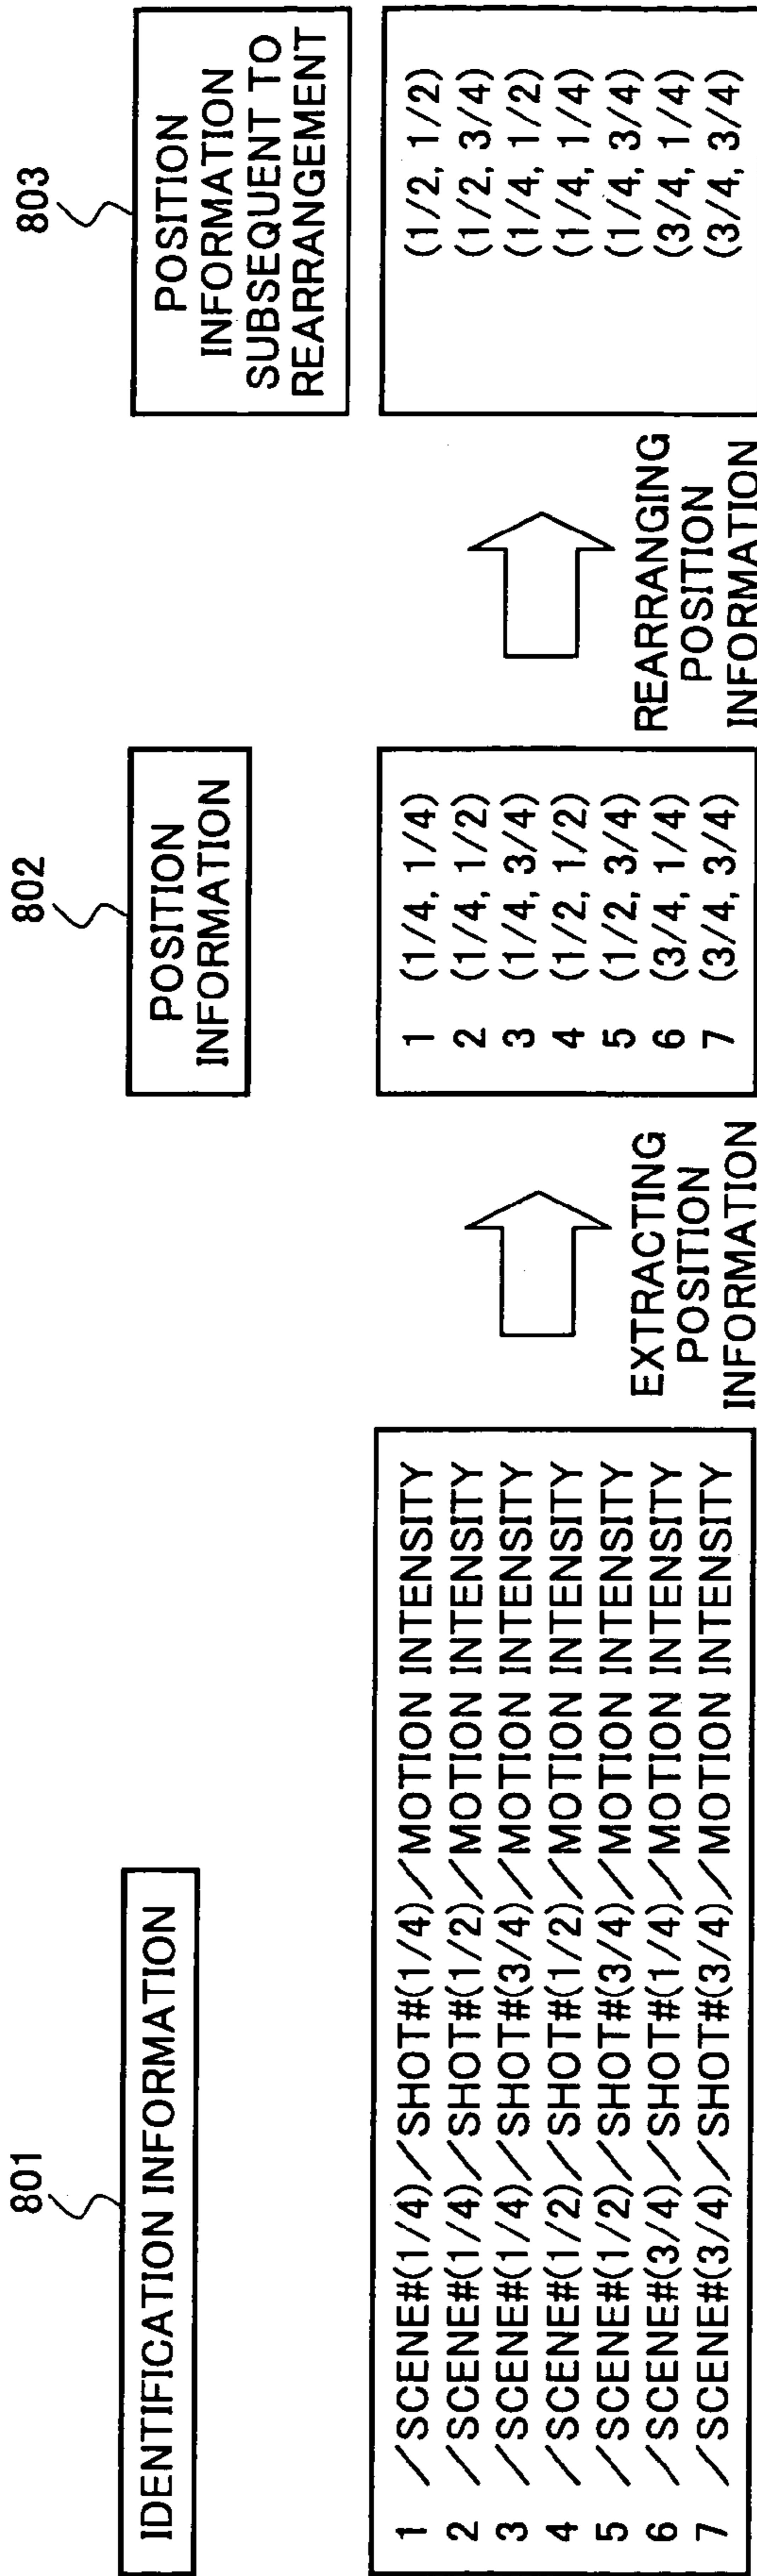 801
IDENTIFICATION INFORMATION
1 /SCENE#(1/4)/SHOT#(1/4)/MOTION INTENSITY
2 /SCENE#(1/4)/SHOT#(1/2)/MOTION INTENSITY
3 /SCENE#(1/4)/SHOT#(3/4)/MOTION INTENSITY
4 /SCENE#(1/2)/SHOT#(1/2)/MOTION INTENSITY
5 /SCENE#(1/2)/SHOT#(3/4)/MOTION INTENSITY
6 /SCENE#(3/4)/SHOT#(1/4)/MOTION INTENSITY
7 /SCENE#(3/4)/SHOT#(3/4)/MOTION INTENSITY
EXTRACTING
POSITION
INFORMATION
802
POSITION
INFORMATION
1 (1/4, 1/4)
2 (1/4, 1/2)
3 (1/4, 3/4)
4 (1/2, 1/2)
5 (1/2, 3/4)
6 (3/4, 1/4)
7 (3/4, 3/4)
REARRANGING
POSITION
INFORMATION
803
POSITION
INFORMATION
SUBSEQUENT TO
REARRANGEMENT
(1/2, 1/2)
(1/2, 3/4)
(1/4, 1/2)
(1/4, 1/4)
(1/4, 3/4)
(3/4, 1/4)
(3/4, 3/4)